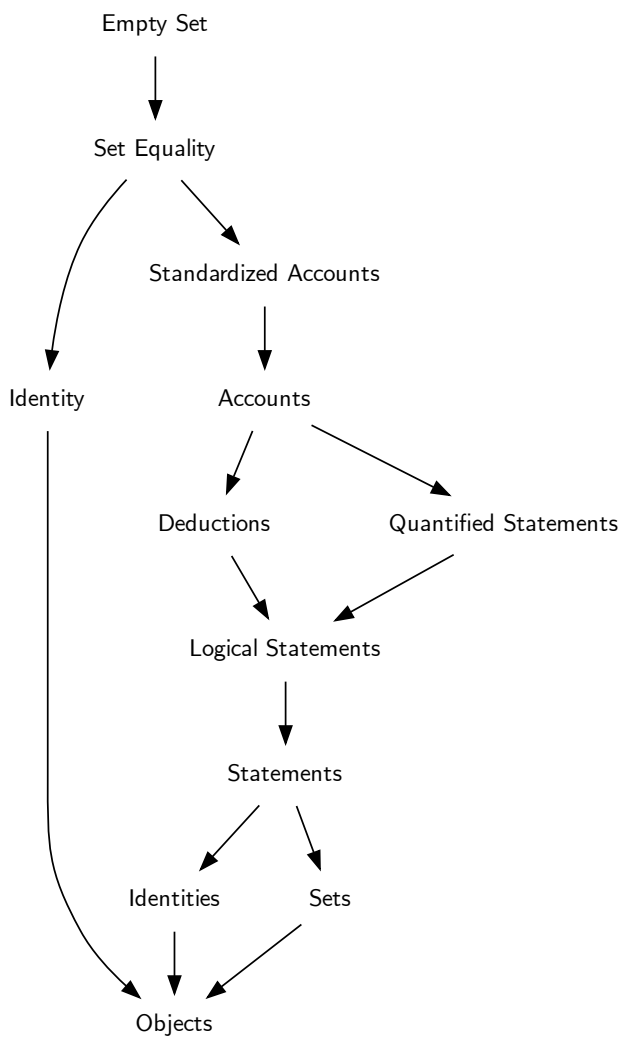 Empty Set
Set Equality
Standardized Accounts
Identity
Accounts
Deductions
Quantified Statements
Logical Statements
Statements
Identities
Sets
Objects